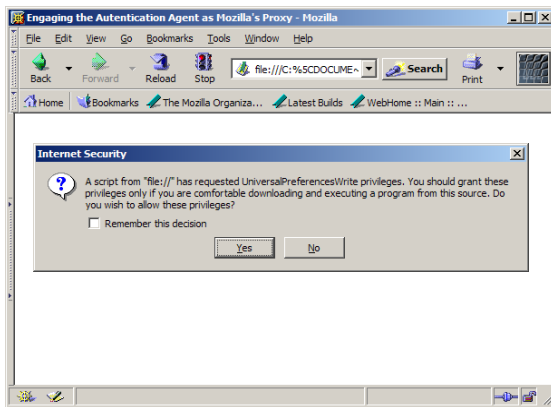 Engaging the Autentication Agent as Mozilla's Proxy - Mozilla
File Edit View Go Bookmarks Tools Window Help
Back Forward Reload Stop file:///C:%5CDOCUME Search Print
Home Bookmarks The Mozilla Organiza... Latest Builds WebHome :: Main :: ...
Internet Security
A script from "file://" has requested UniversalPreferencesWrite privileges. You should grant these
privileges only if you are comfortable downloading and executing a program from this source. Do
you wish to allow these privileges?
Remember this decision
Yes No